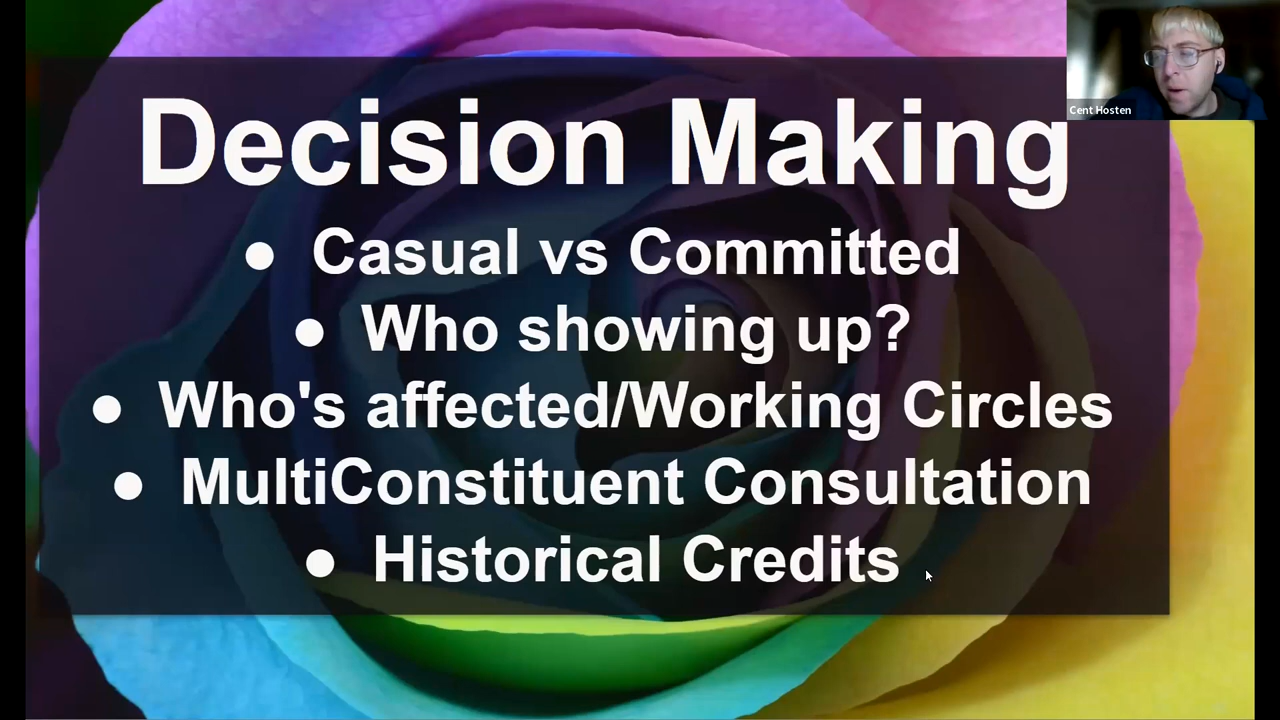 Decision Making
● Casual vs Committed
● Who showing up?
● Who's affected/Working Circles
● MultiConstituent Consultation
● Historical Credits
Cent Hosten